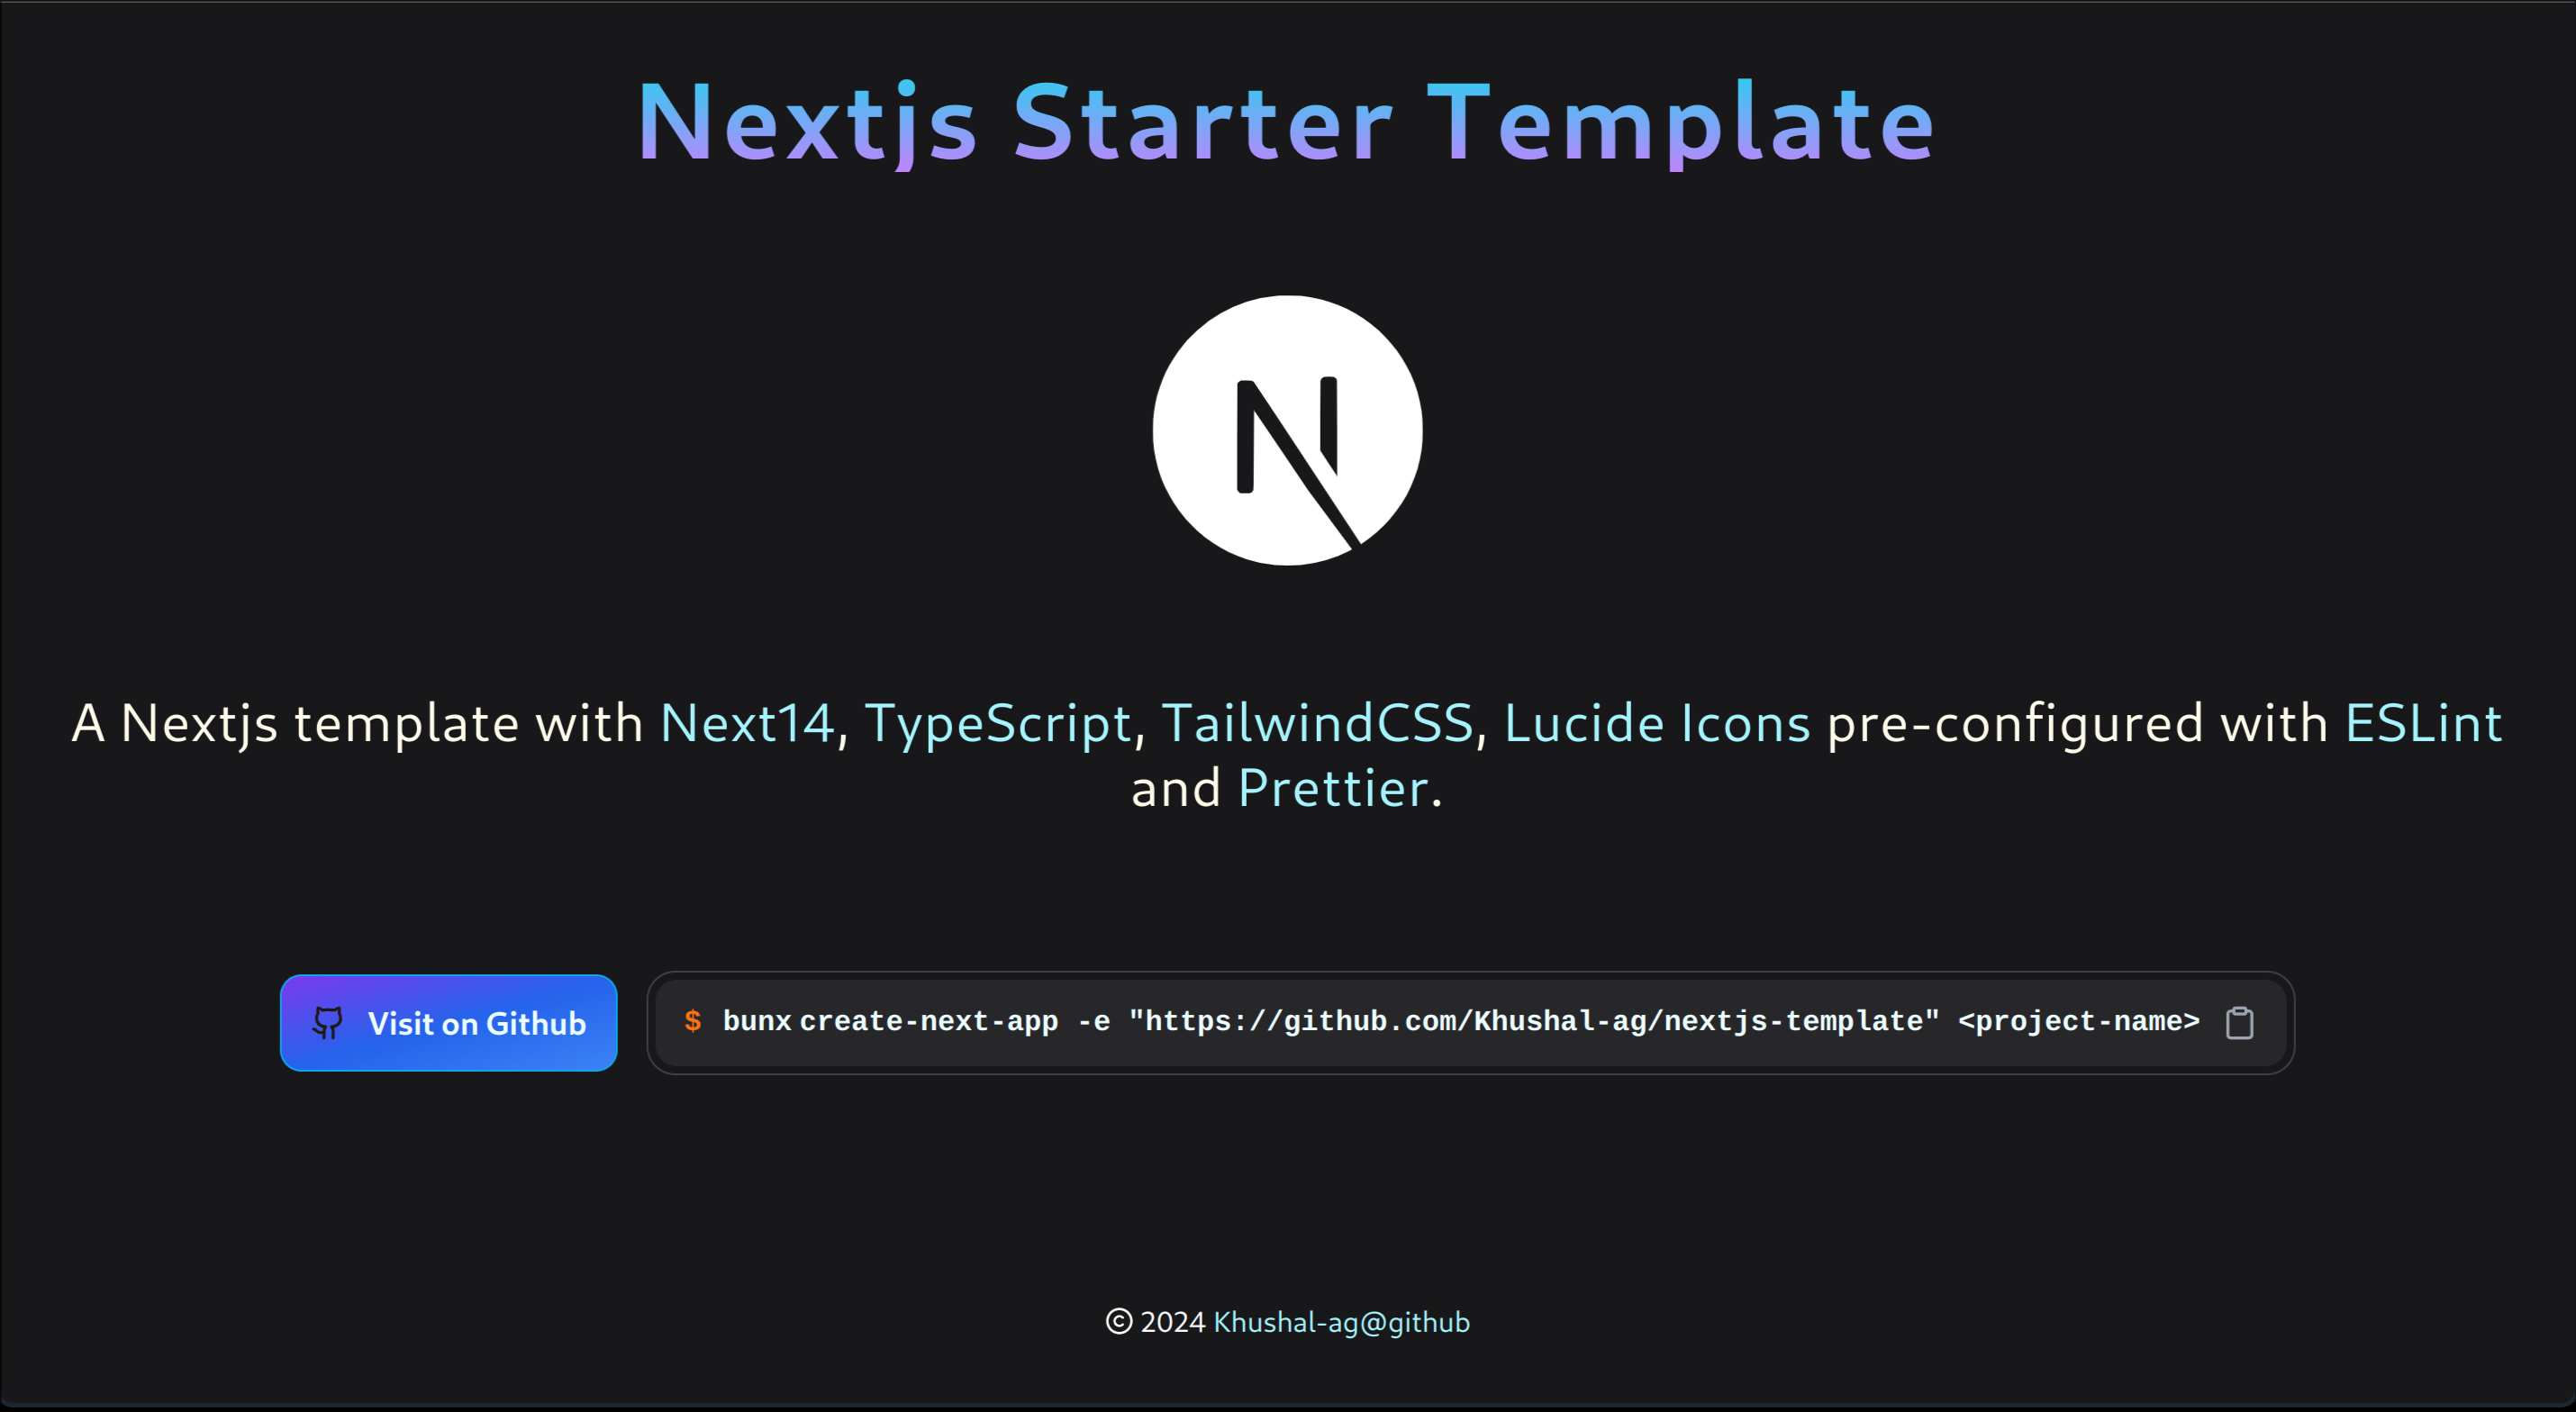 Nextjs Starter Template
N
A Nextjs template with Next14, TypeScript, TailwindCSS, Lucide Icons pre-configured with ESLint
and Prettier.
Visit on Github
$ bunx create-next-app -e "https://github.com/Khushal-ag/nextjs-template" <project-name>
© 2024 Khushal-ag@github